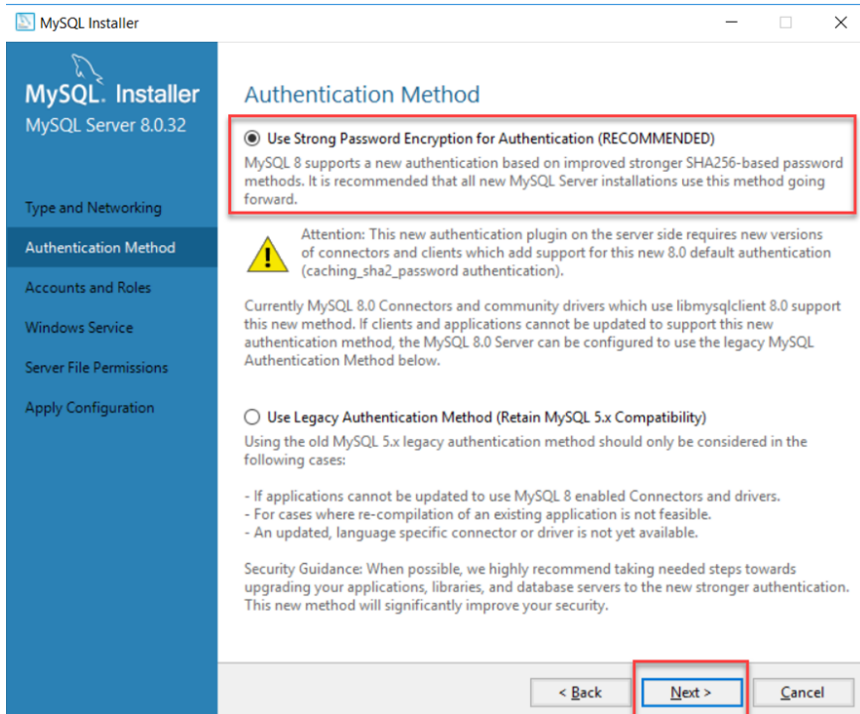 MySQL Installer
MySQL. Installer
MySQL Server 8.0.32
Type and Networking
Authentication Method
Accounts and Roles
Windows Service
Server File Permissions
Apply Configuration
Authentication Method
Use Strong Password Encryption for Authentication (RECOMMENDED)
MySQL 8 supports a new authentication based on improved stronger SHA256-based password
methods. It is recommended that all new MySQL Server installations use this method going
forward.
Attention: This new authentication plugin on the server side requires new versions
of connectors and clients which add support for this new 8.0 default authentication
(caching_sha2_password authentication).
Currently MySQL 8.0 Connectors and community drivers which use libmysqlclient 8.0 support
this new method. If clients and applications cannot be updated to support this new
authentication method, the MySQL 8.0 Server can be configured to use the legacy MySQL
Authentication Method below.
Use Legacy Authentication Method (Retain MySQL 5.x Compatibility)
Using the old MySQL 5.x legacy authentication method should only be considered in the
following cases:
- If applications cannot be updated to use MySQL 8 enabled Connectors and drivers.
- For cases where re-compilation of an existing application is not feasible.
- An updated, language specific connector or driver is not yet available.
Security Guidance: When possible, we highly recommend taking needed steps towards
upgrading your applications, libraries, and database servers to the new stronger authentication.
This new method will significantly improve your security.
< Back
Next >
Cancel